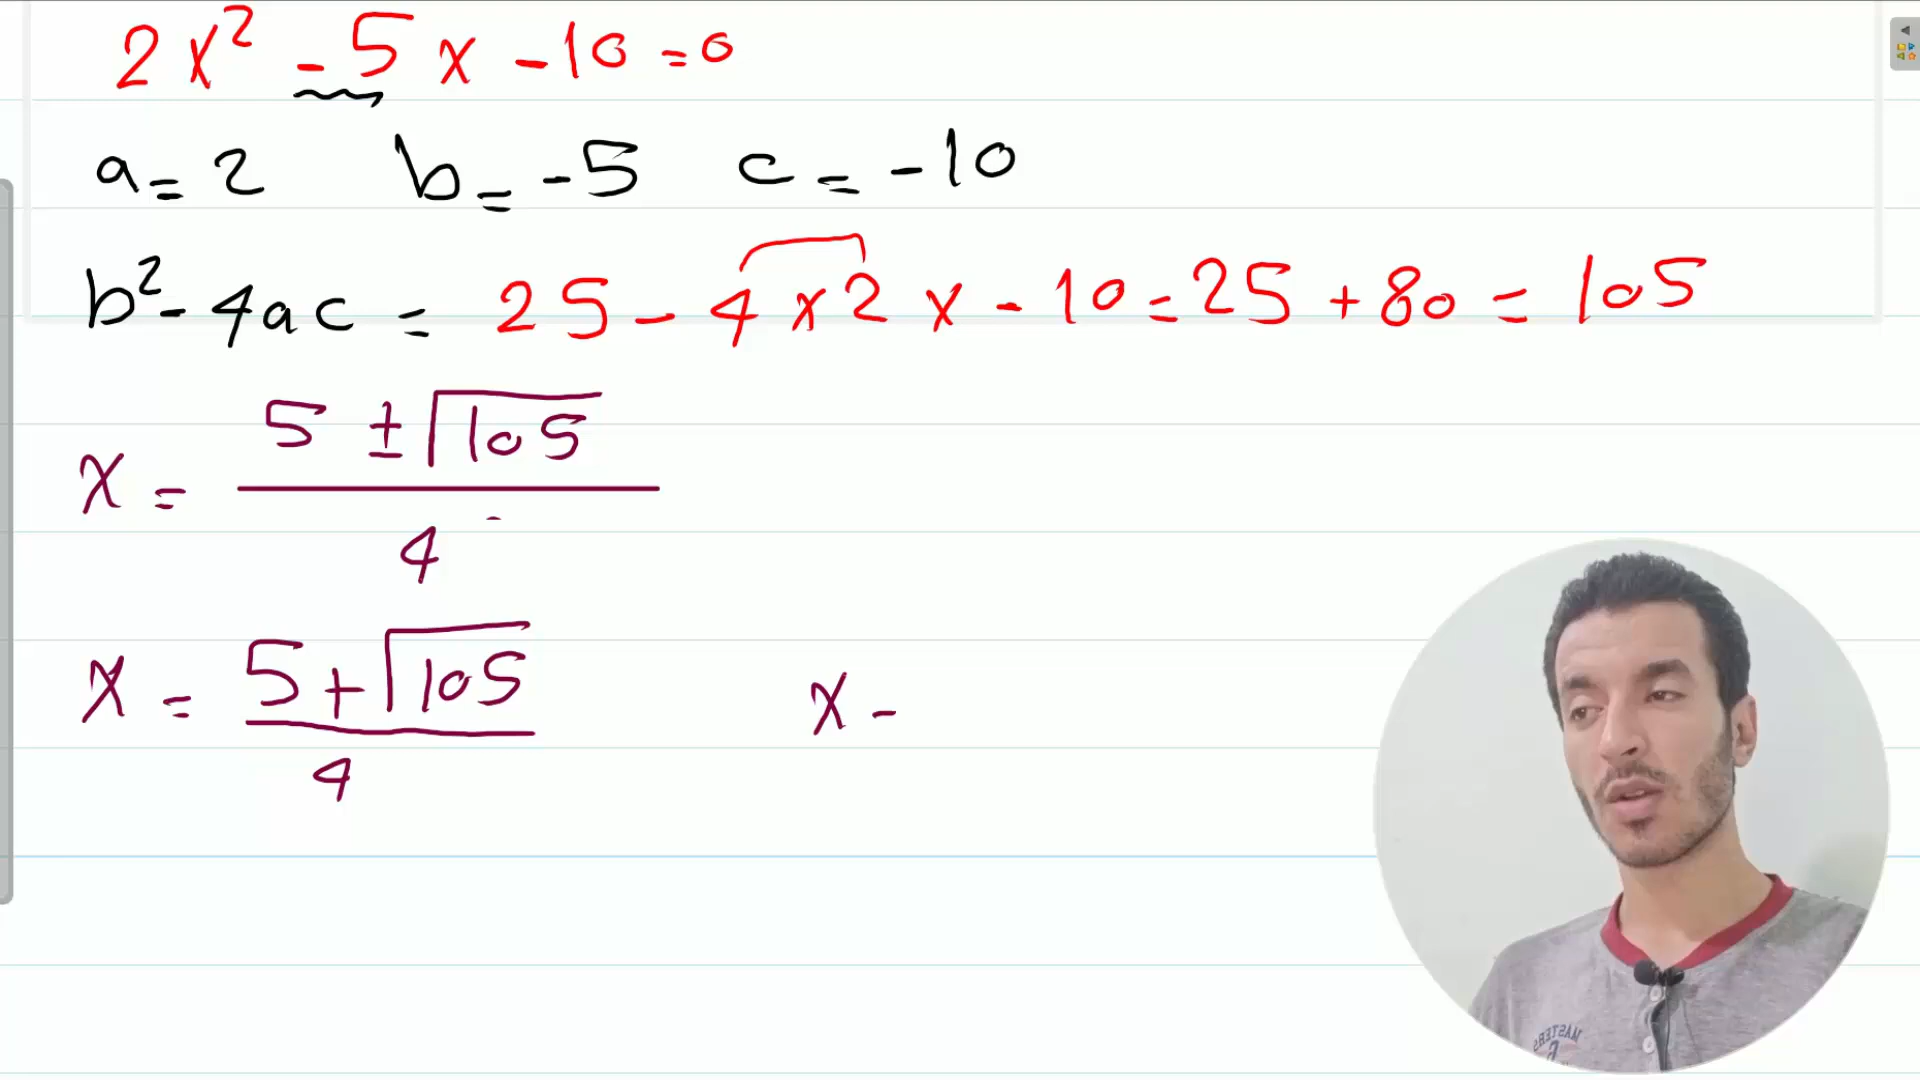 2x² - 5x - 10 = 0
a = 2 b = -5 c = -10
b² - 4ac = 25 - 4 x 2 x - 10 = 25 + 80 = 105
x = (5 ± √105) / 4
x = (5 + √105) / 4 x -
MASTERS